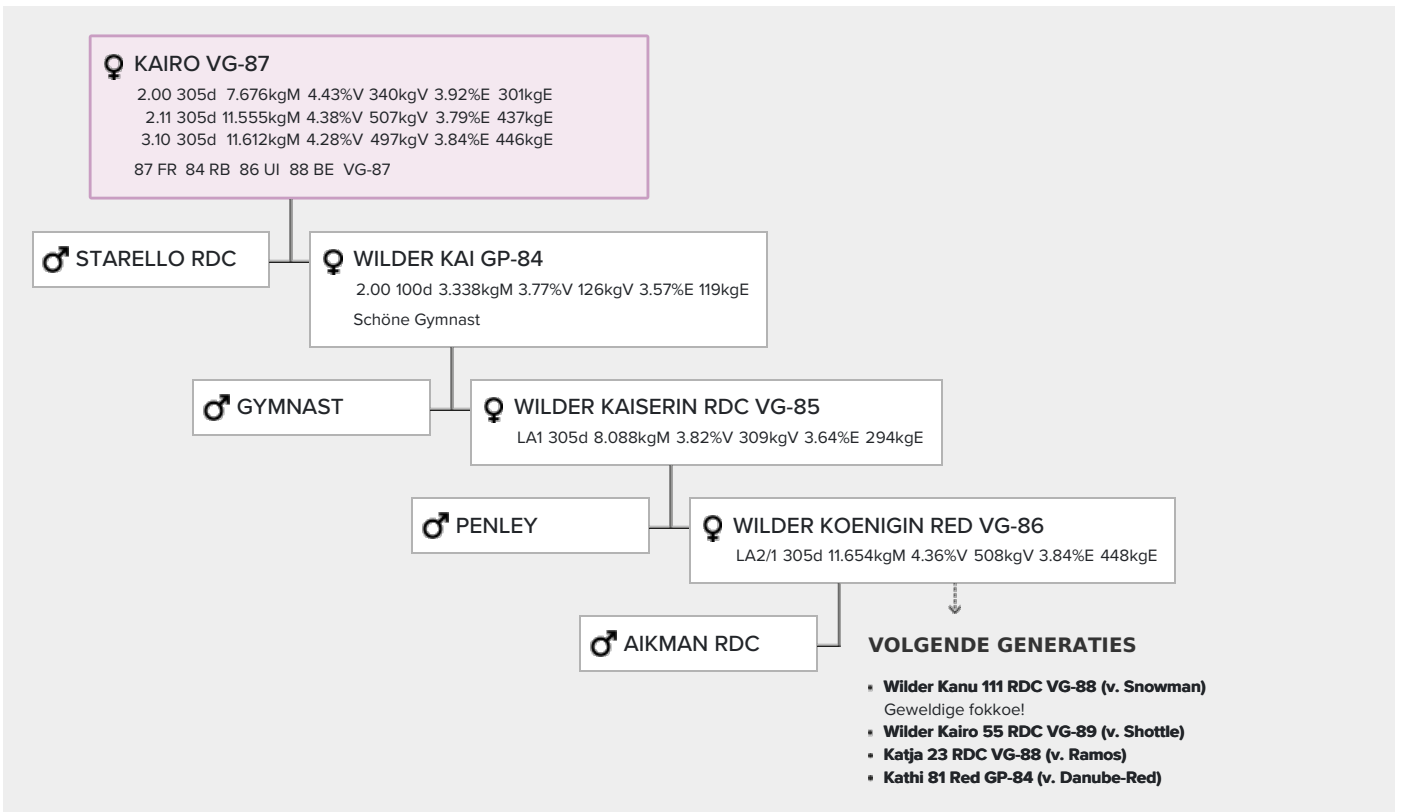 KAIRO VG-87
2.00 305d 7.676kgM 4.43%V 340kgV 3.92%E 301kgE
2.11 305d 11.555kgM 4.38%V 507kgV 3.79%E 437kgE
3.10 305d 11.612kgM 4.28%V 497kgV 3.84%E 446kgE
87 FR 84 RB 86 UI 88 BE VG-87
STARELLO RDC
WILDER KAI GP-84
2.00 100d 3.338kgM 3.77%V 126kgV 3.57%E 119kgE
Schöne Gymnast
GYMNAST
WILDER KAISERIN RDC VG-85
LA1 305d 8.088kgM 3.82%V 309kgV 3.64%E 294kgE
PENLEY
WILDER KOENIGIN RED VG-86
LA2/1 305d 11.654kgM 4.36%V 508kgV 3.84%E 448kgE
AIKMAN RDC
VOLGENDE GENERATIES
• Wilder Kanu 111 RDC VG-88 (v. Snowman)
Geweldige fokkoe!
• Wilder Kairo 55 RDC VG-89 (v. Shottle)
• Katja 23 RDC VG-88 (v. Ramos)
• Kathi 81 Red GP-84 (v. Danube-Red)